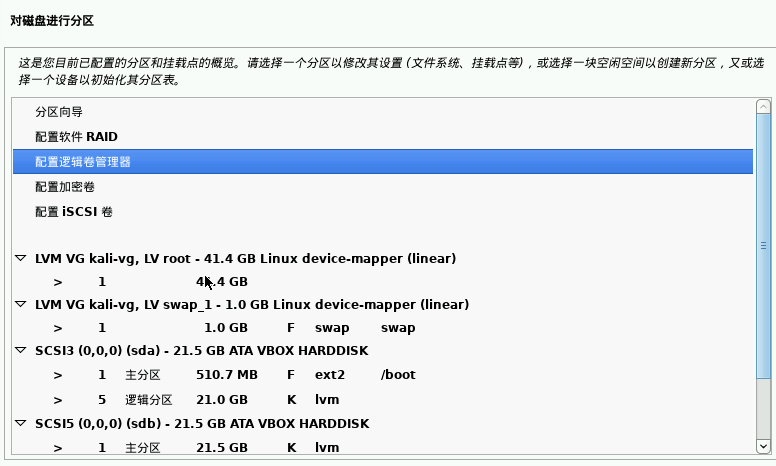 对磁盘进行分区
这是您目前已配置的分区和挂载点的概览。请选择一个分区以修改其设置 (文件系统、挂载点等) ，或选择一块空闲空间以创建新分区，又或选
择一个设备以初始化其分区表。
分区向导
配置软件 RAID
配置逻辑卷管理器
配置加密卷
配置 iSCSI 卷
LVM VG kali-vg, LV root - 41.4 GB Linux device-mapper (linear)
> 1 41.4 GB
LVM VG kali-vg, LV swap_1 - 1.0 GB Linux device-mapper (linear)
> 1 1.0 GB F swap swap
SCSI3 (0,0,0) (sda) - 21.5 GB ATA VBOX HARDDISK
> 1 主分区 510.7 MB F ext2 /boot
> 5 逻辑分区 21.0 GB K lvm
SCSI5 (0,0,0) (sdb) - 21.5 GB ATA VBOX HARDDISK
> 1 主分区 21.5 GB K lvm